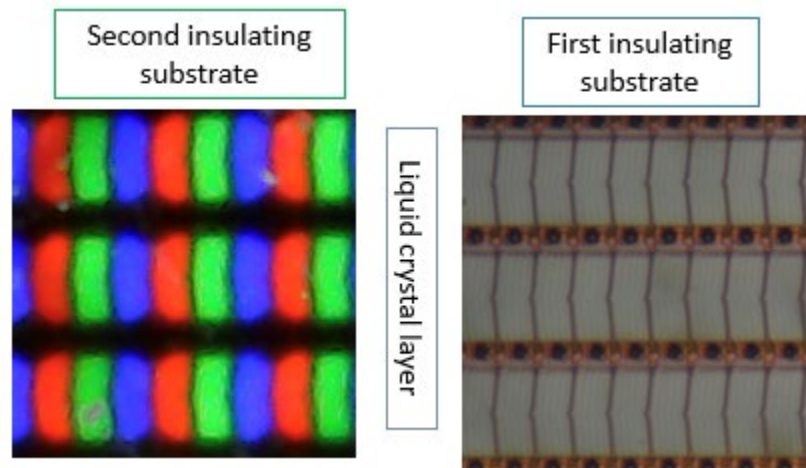 Second insulating
substrate
First insulating
substrate
Liquid crystal layer